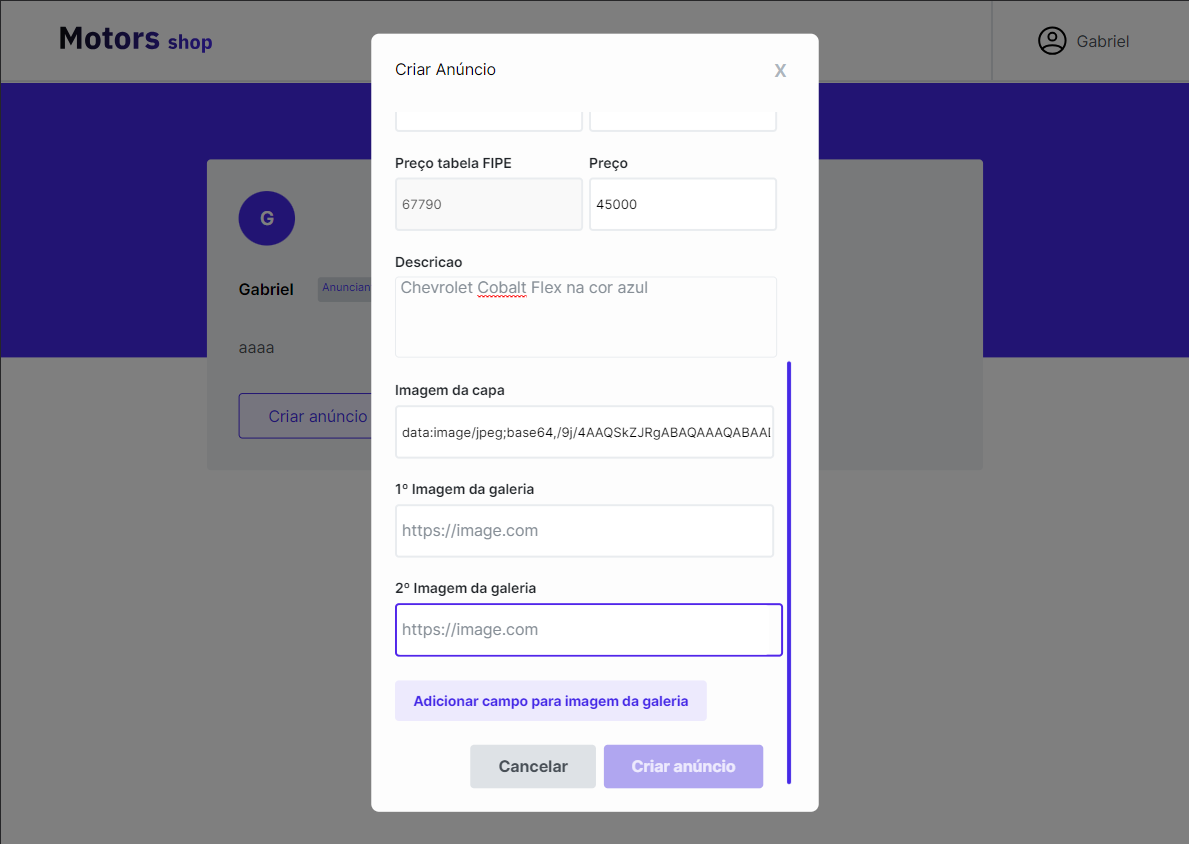 Motors shop
Gabriel
Criar Anúncio
X
Preço tabela FIPE
Preço
67790
45000
G
Descricao
Gabriel
Anuncian
Chevrolet Cobalt Flex na cor azul
aaaa
Imagem da capa
Criar anúncio
data:image/jpeg;base64,/9j/4AAQSkZJRgABAQAAAQABAAD
1º Imagem da galeria
https://image.com
2º Imagem da galeria
https://image.com
Adicionar campo para imagem da galeria
Cancelar
Criar anúncio